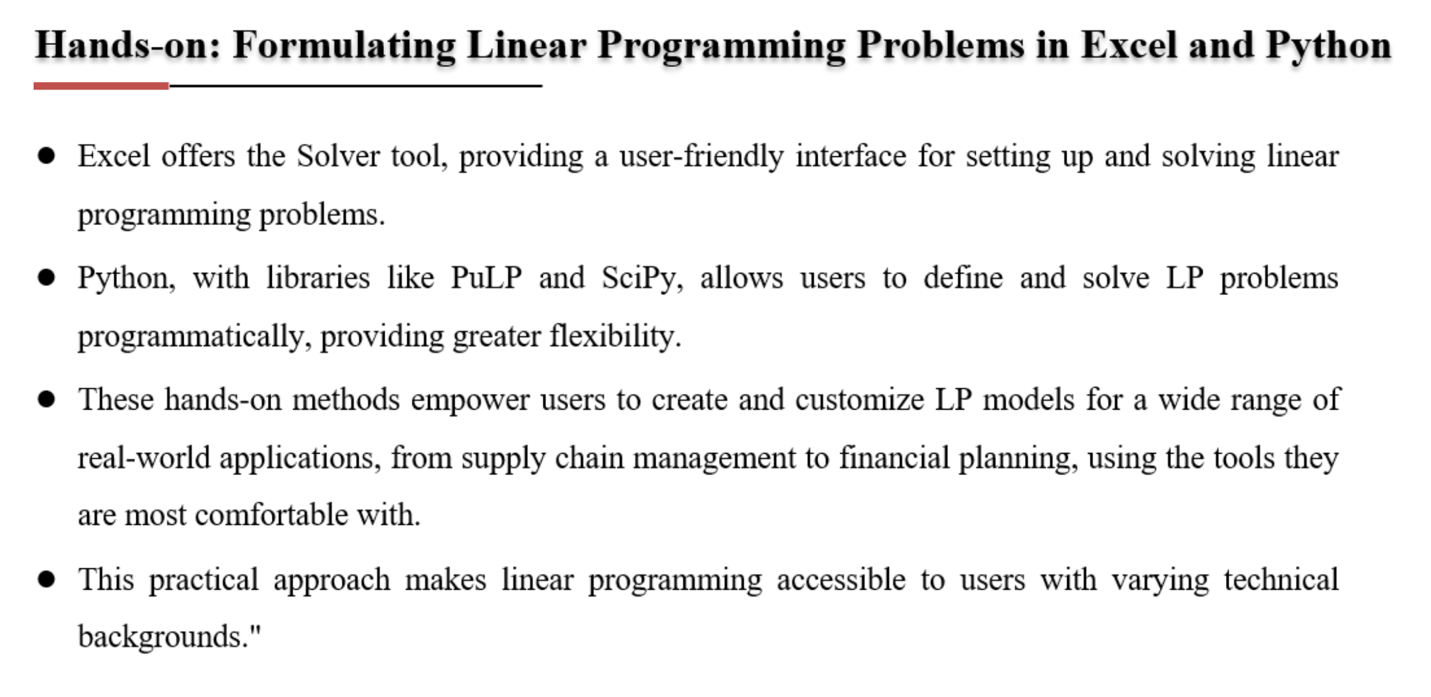 Hands-on: Formulating Linear Programming Problems in Excel and Python
● Excel offers the Solver tool, providing a user-friendly interface for setting up and solving linear
programming problems.
● Python, with libraries like PuLP and SciPy, allows users to define and solve LP problems
programmatically, providing greater flexibility.
● These hands-on methods empower users to create and customize LP models for a wide range of
real-world applications, from supply chain management to financial planning, using the tools they
are most comfortable with.
● This practical approach makes linear programming accessible to users with varying technical
backgrounds."